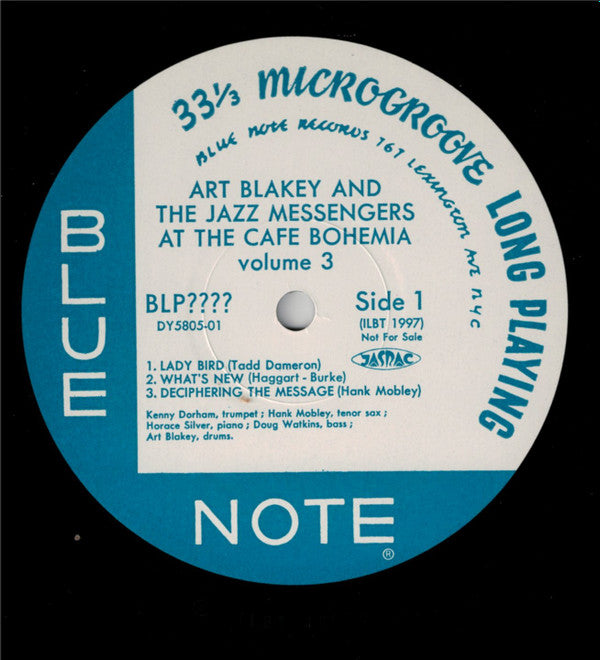 33⅓ MICROGROOVE LONG PLAYING
BLUE NOTE RECORDS 767 LEXINGTON AVE NYC
ART BLAKEY AND
THE JAZZ MESSENGERS
AT THE CAFE BOHEMIA
volume 3
BLP????
DY5805-01
Side 1
(ILBT 1997)
Not For Sale
JASRAC
1. LADY BIRD (Tadd Dameron)
2. WHAT'S NEW (Haggart - Burke)
3. DECIPHERING THE MESSAGE (Hank Mobley)
Kenny Dorham, trumpet ; Hank Mobley, tenor sax ;
Horace Silver, piano ; Doug Watkins, bass ;
Art Blakey, drums.
BLUE
NOTE
®